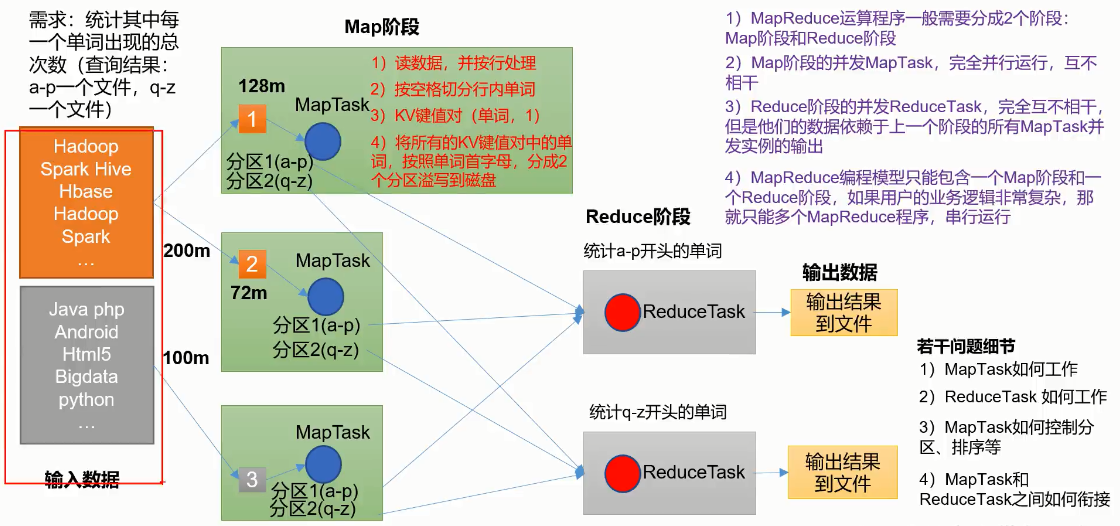 需求：统计其中每
一个单词出现的总
次数（查询结果：
a-p一个文件，q-z
一个文件）
Hadoop
Spark Hive
Hbase
Hadoop
Spark
…
200m
Java php
Android
Html5
Bigdata
python
…
100m
输入数据
Map阶段
128m
1
MapTask
分区1(a-p)
分区2(q-z)
1）读数据，并按行处理
2）按空格切分行内单词
3）KV键值对（单词，1）
4）将所有的KV键值对中的单
词，按照单词首字母，分成2
个分区溢写到磁盘
2
72m
MapTask
分区1(a-p)
分区2(q-z)
3
MapTask
分区1(a-p)
分区2(q-z)
Reduce阶段
统计a-p开头的单词
ReduceTask
统计q-z开头的单词
ReduceTask
输出数据
输出结果
到文件
输出结果
到文件
1）MapReduce运算程序一般需要分成2个阶段：
Map阶段和Reduce阶段
2）Map阶段的并发MapTask，完全并行运行，互不
相干
3）Reduce阶段的并发ReduceTask，完全互不相干，
但是他们的数据依赖于上一个阶段的所有MapTask并
发实例的输出
4）MapReduce编程模型只能包含一个Map阶段和一
个Reduce阶段，如果用户的业务逻辑非常复杂，那
就只能多个MapReduce程序，串行运行
若干问题细节
1）MapTask如何工作
2）ReduceTask 如何工作
3）MapTask如何控制分
区、排序等
4）MapTask和
ReduceTask之间如何衔接